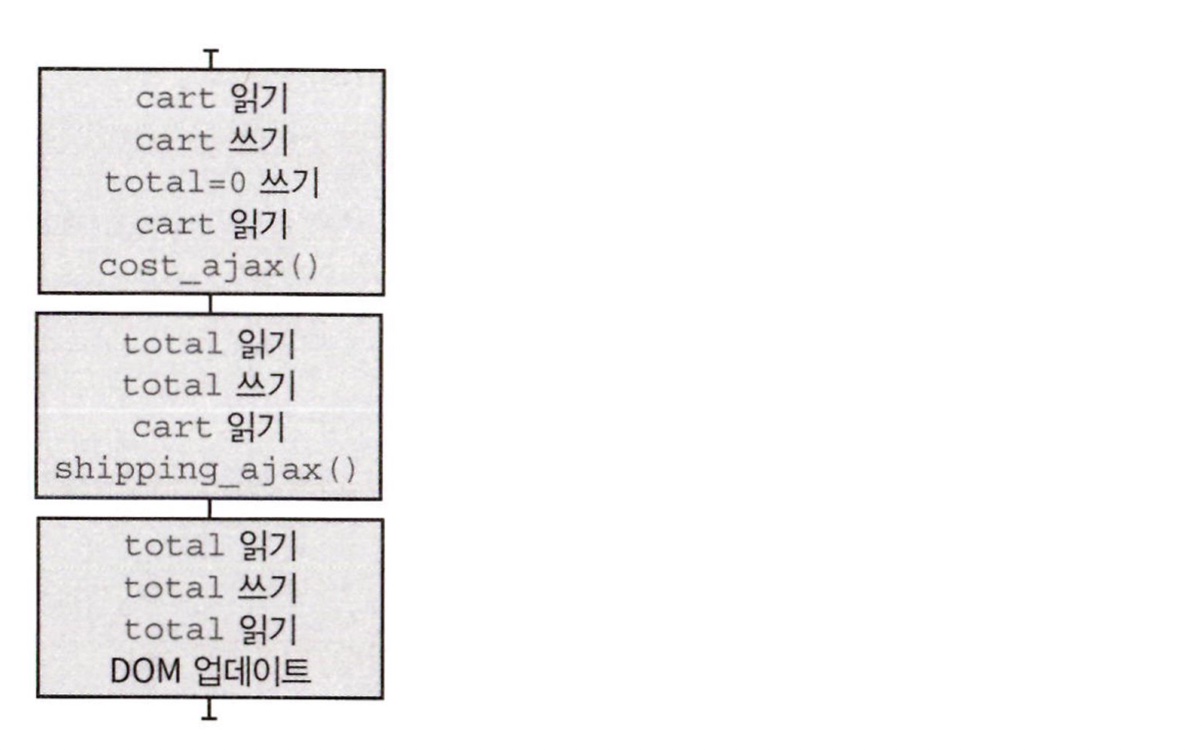 cart 읽기
cart 쓰기
total=0 쓰기
cart 읽기
cost_ajax()
total 읽기
total 쓰기
cart 읽기
shipping_ajax()
total 읽기
total 쓰기
total 읽기
DOM 업데이트